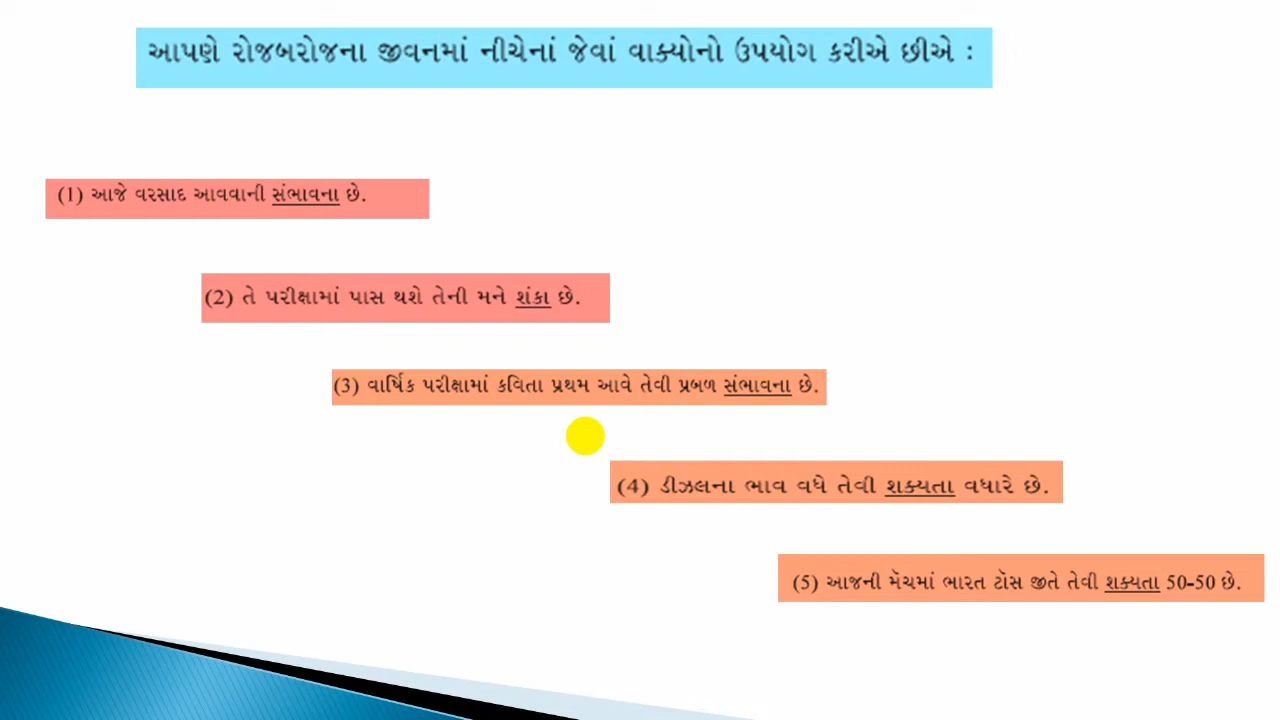 આપણે રોજબરોજના જીવનમાં નીચેનાં જેવાં વાક્યોનો ઉપયોગ કરીએ છીએ :
(1) આજે વરસાદ આવવાની સંભાવના છે.
(2) તે પરીક્ષામાં પાસ થશે તેની મને શંકા છે.
(3) વાર્ષિક પરીક્ષામાં કવિતા પ્રથમ આવે તેવી પ્રબળ સંભાવના છે.
(4) ડીઝલના ભાવ વધે તેવી શક્યતા વધારે છે.
(5) આજની મૅચમાં ભારત ટૉસ જીતે તેવી શક્યતા 50-50 છે.